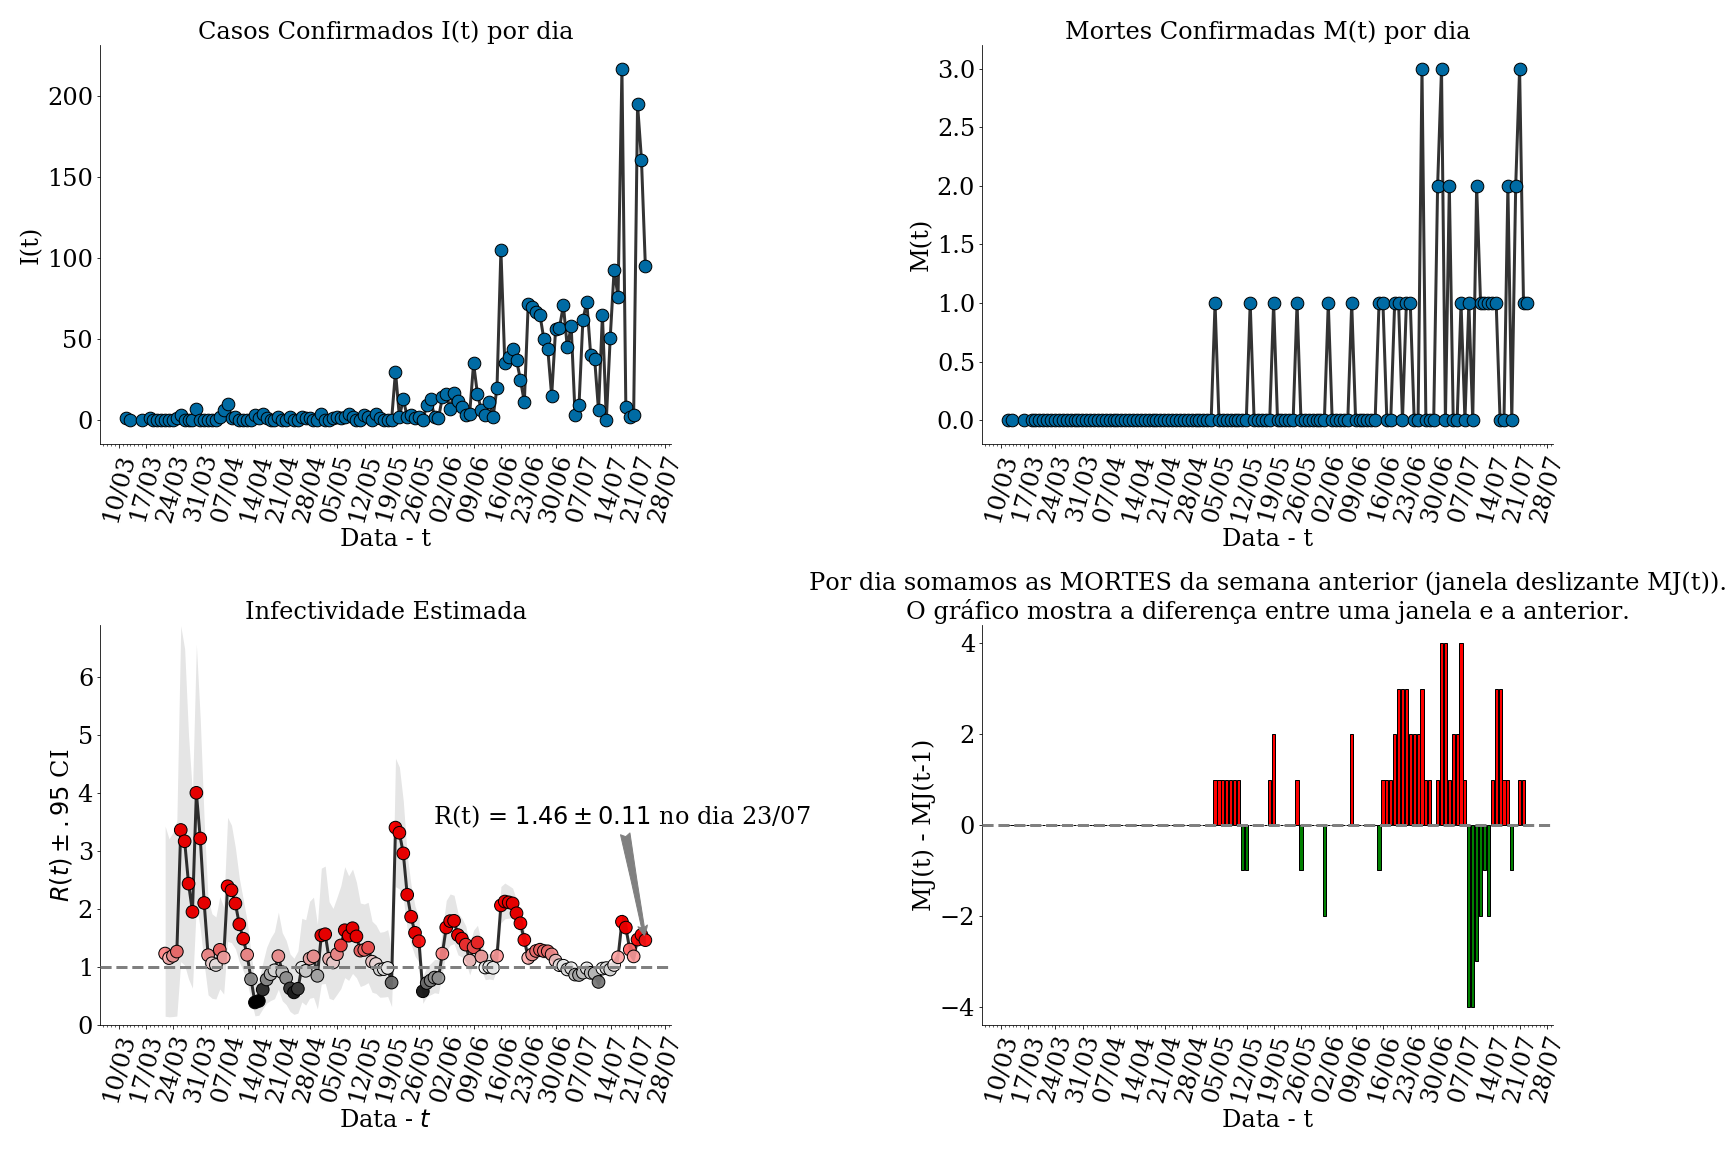 Casos Confirmados I(t) por dia
I(t)
200
150
100
50
0
10/03 17/03 24/03 31/03 07/04 14/04 21/04 28/04 05/05 12/05 19/05 26/05 02/06 09/06 16/06 23/06 30/06 07/07 14/07 21/07 28/07
Data - t
Mortes Confirmadas M(t) por dia
M(t)
3.0
2.5
2.0
1.5
1.0
0.5
0.0
10/03 17/03 24/03 31/03 07/04 14/04 21/04 28/04 05/05 12/05 19/05 26/05 02/06 09/06 16/06 23/06 30/06 07/07 14/07 21/07 28/07
Data - t
Infectividade Estimada
R(t) ± .95 CI
6
5
4
3
2
1
0
R(t) = 1.46 ± 0.11 no dia 23/07
10/03 17/03 24/03 31/03 07/04 14/04 21/04 28/04 05/05 12/05 19/05 26/05 02/06 09/06 16/06 23/06 30/06 07/07 14/07 21/07 28/07
Data - t
Por dia somamos as MORTES da semana anterior (janela deslizante MJ(t)).
O gráfico mostra a diferença entre uma janela e a anterior.
MJ(t) - MJ(t-1)
4
2
0
−2
−4
10/03 17/03 24/03 31/03 07/04 14/04 21/04 28/04 05/05 12/05 19/05 26/05 02/06 09/06 16/06 23/06 30/06 07/07 14/07 21/07 28/07
Data - t